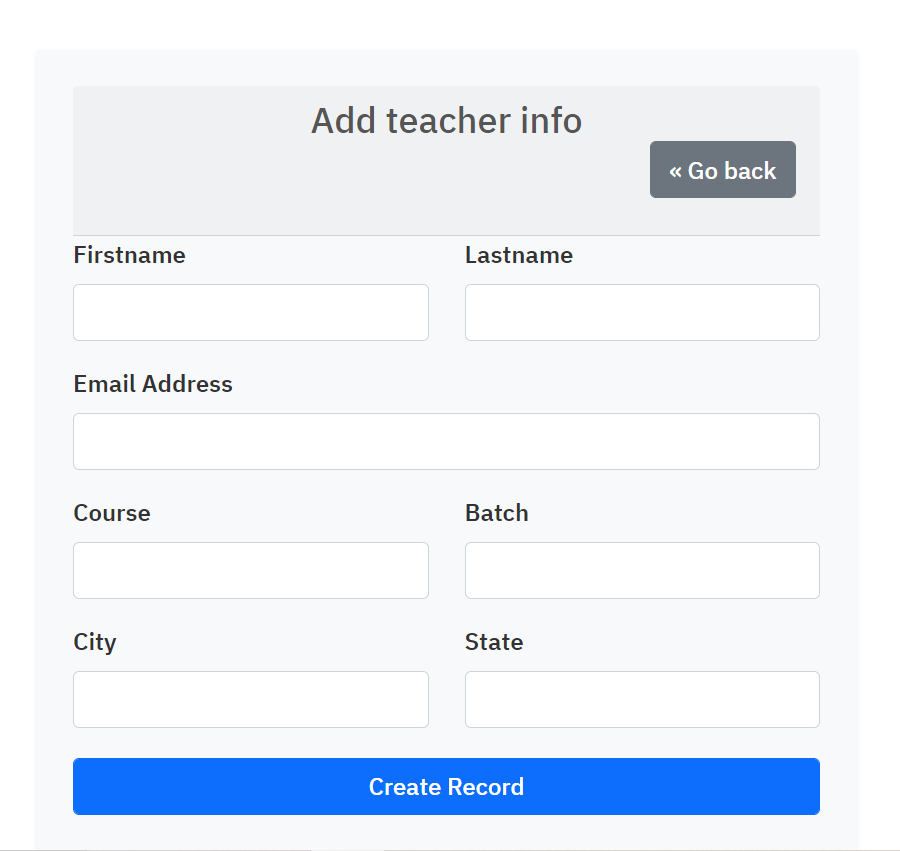 Add teacher info
« Go back
Firstname Lastname
Email Address
Course Batch
City State
Create Record